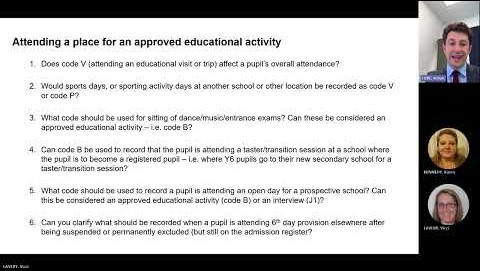 Attending a place for an approved educational activity
1. Does code V (attending an educational visit or trip) affect a pupil's overall attendance?
2. Would sports days, or sporting activity days at another school or other location be recorded as code V
or code P?
3. What code should be used for sitting of dance/music/entrance exams? Can these be considered an
approved educational activity – i.e. code B?
4. Can code B be used to record that the pupil is attending a taster/transition session at a school where
the pupil is to become a registered pupil – i.e. where Y6 pupils go to their new secondary school for a
taster/transition session?
5. What code should be used to record a pupil is attending an open day for a prospective school? Can
this be considered an approved educational activity (code B) or an interview (J1)?
6. Can you clarify what should be recorded when a pupil is attending 6th day provision elsewhere after
being suspended or permanently excluded (but still on the admission register)?